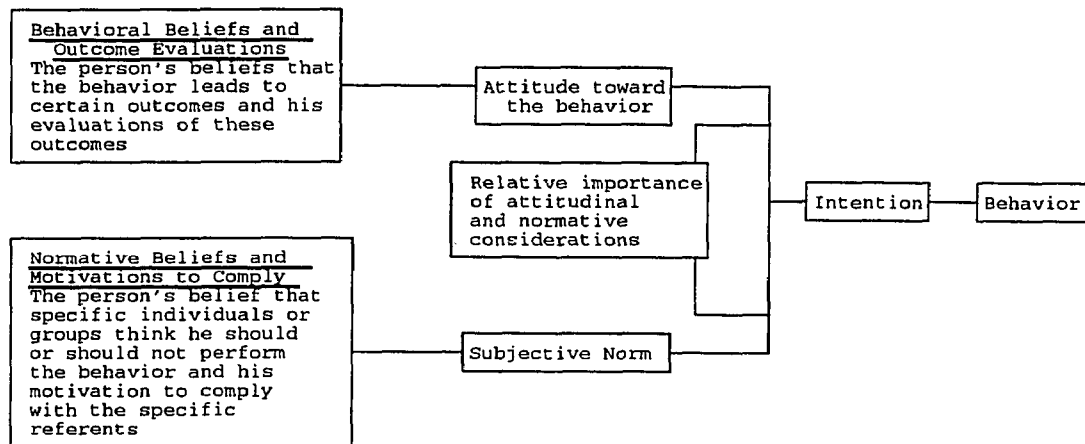 Behavioral Beliefs and
Outcome Evaluations
The person's beliefs that
the behavior leads to
certain outcomes and his
evaluations of these
outcomes
Attitude toward
the behavior
Relative importance
of attitudinal
and normative
considerations
Intention
Behavior
Normative Beliefs and
Motivations to Comply
The person's belief that
specific individuals or
groups think he should
or should not perform
the behavior and his
motivation to comply
with the specific
referents
Subjective Norm